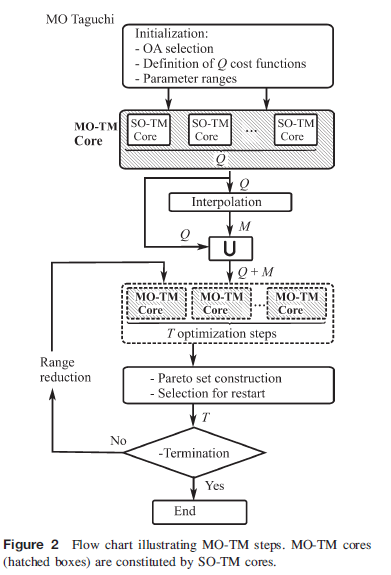 MO Taguchi
Initialization:
- OA selection
- Definition of Q cost functions
- Parameter ranges
MO-TM
Core
SO-TM
Core
SO-TM
Core
...
SO-TM
Core
Q
Q
Interpolation
M
Q
U
Q + M
MO-TM
Core
MO-TM
Core
...
MO-TM
Core
T optimization steps
Range
reduction
- Pareto set construction
- Selection for restart
T
No
-Termination
Yes
End
Figure 2 Flow chart illustrating MO-TM steps. MO-TM cores
(hatched boxes) are constituted by SO-TM cores.